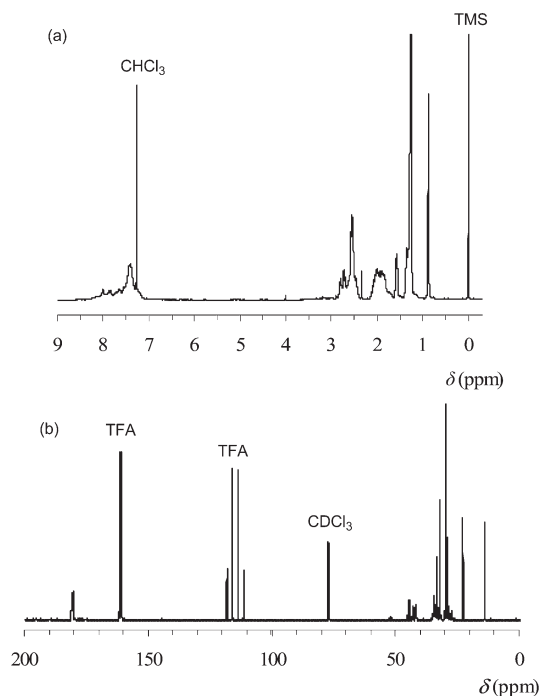 (a)
TMS
CHCl3
9 8 7 6 5 4 3 2 1 0
δ (ppm)
(b)
TFA
TFA
CDCl3
200 150 100 50 0
δ (ppm)